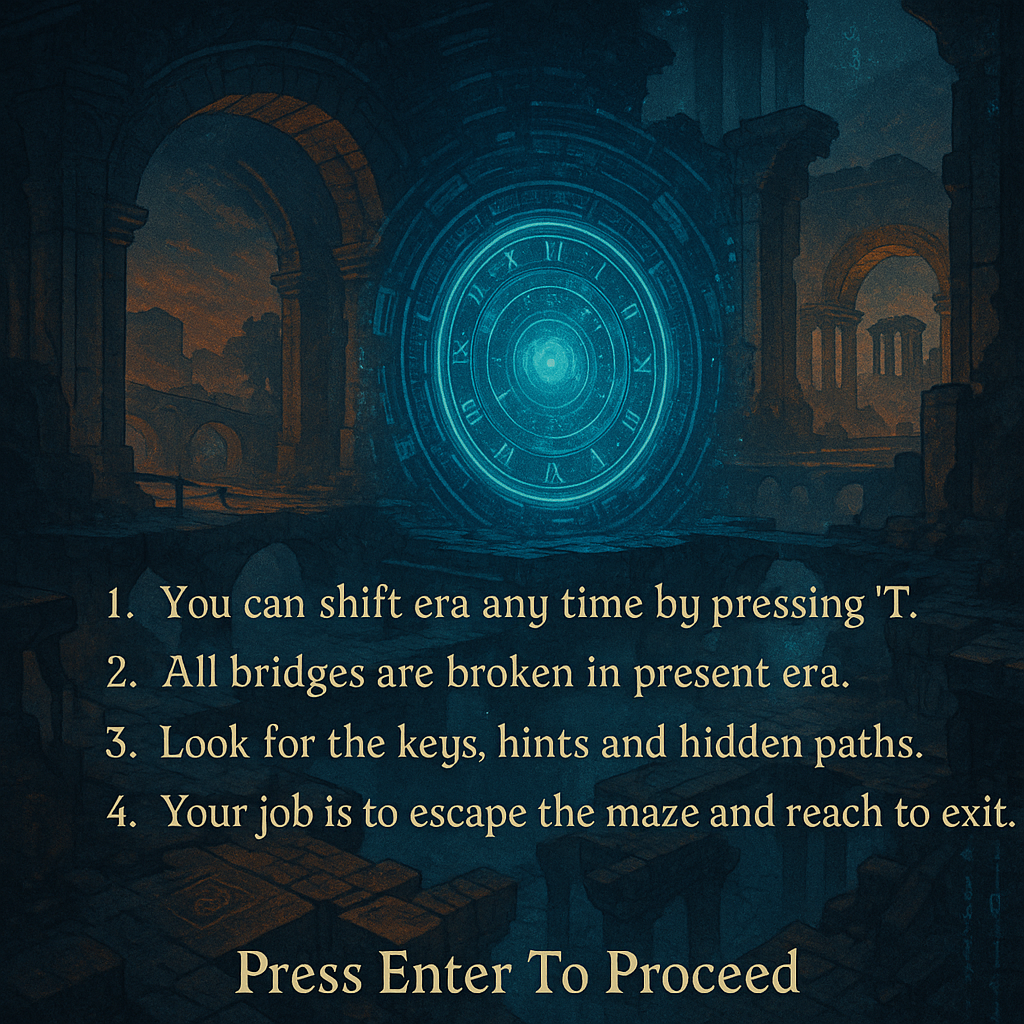 1. You can shift era any time by pressing 'T.
2. All bridges are broken in present era.
3. Look for the keys, hints and hidden paths.
4. Your job is to escape the maze and reach to exit.
Press Enter To Proceed